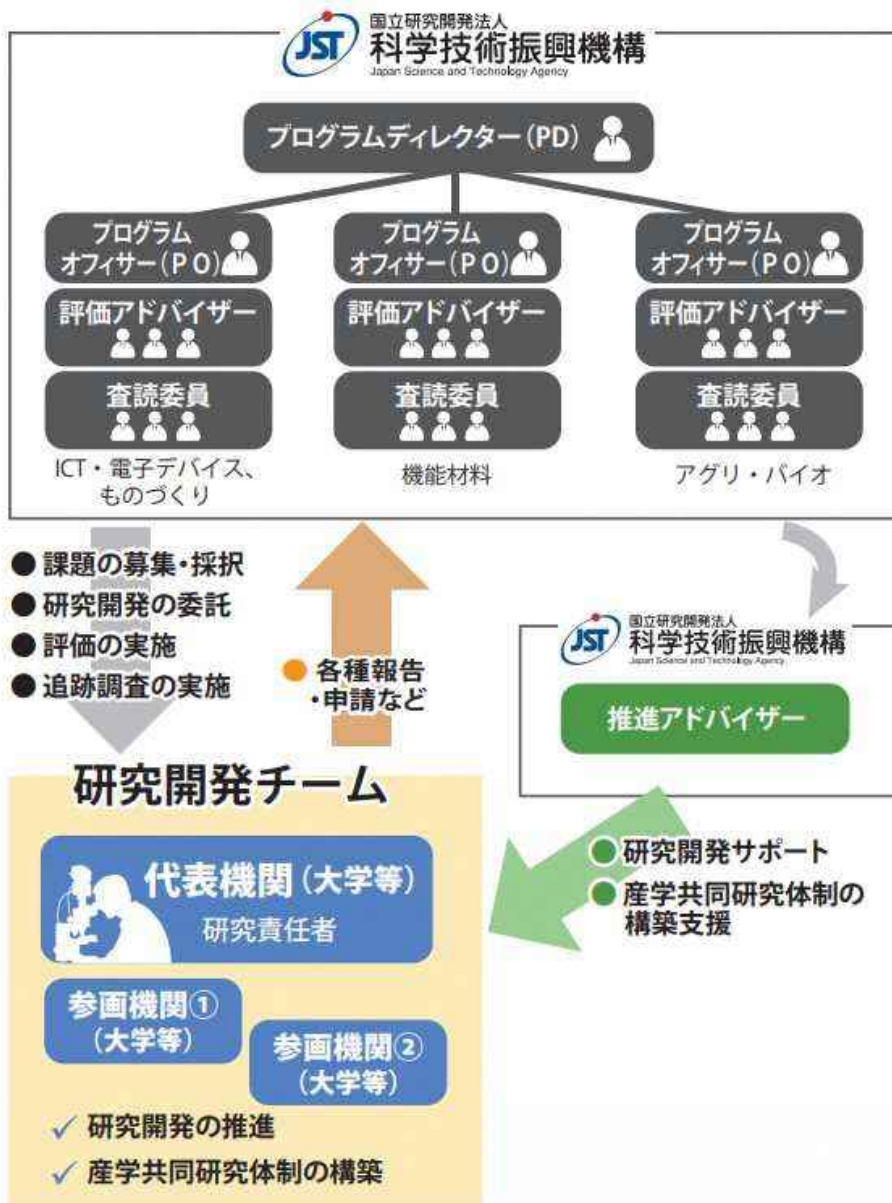 JST
国立研究開発法人
科学技術振興機構
Japan Science and Technology Agency
プログラムディレクター(PD)
プログラム
オフィサー(PO)
評価アドバイザー
査読委員
ICT・電子デバイス、
ものづくり
プログラム
オフィサー(PO)
評価アドバイザー
査読委員
機能材料
プログラム
オフィサー(PO)
評価アドバイザー
査読委員
アグリ・バイオ
● 課題の募集・採択
● 研究開発の委託
● 評価の実施
● 追跡調査の実施
● 各種報告
・申請など
JST
国立研究開発法人
科学技術振興機構
Japan Science and Technology Agency
推進アドバイザー
● 研究開発サポート
● 産学共同研究体制の
構築支援
研究開発チーム
代表機関(大学等)
研究責任者
参画機関①
(大学等)
参画機関②
(大学等)
✓ 研究開発の推進
✓ 産学共同研究体制の構築